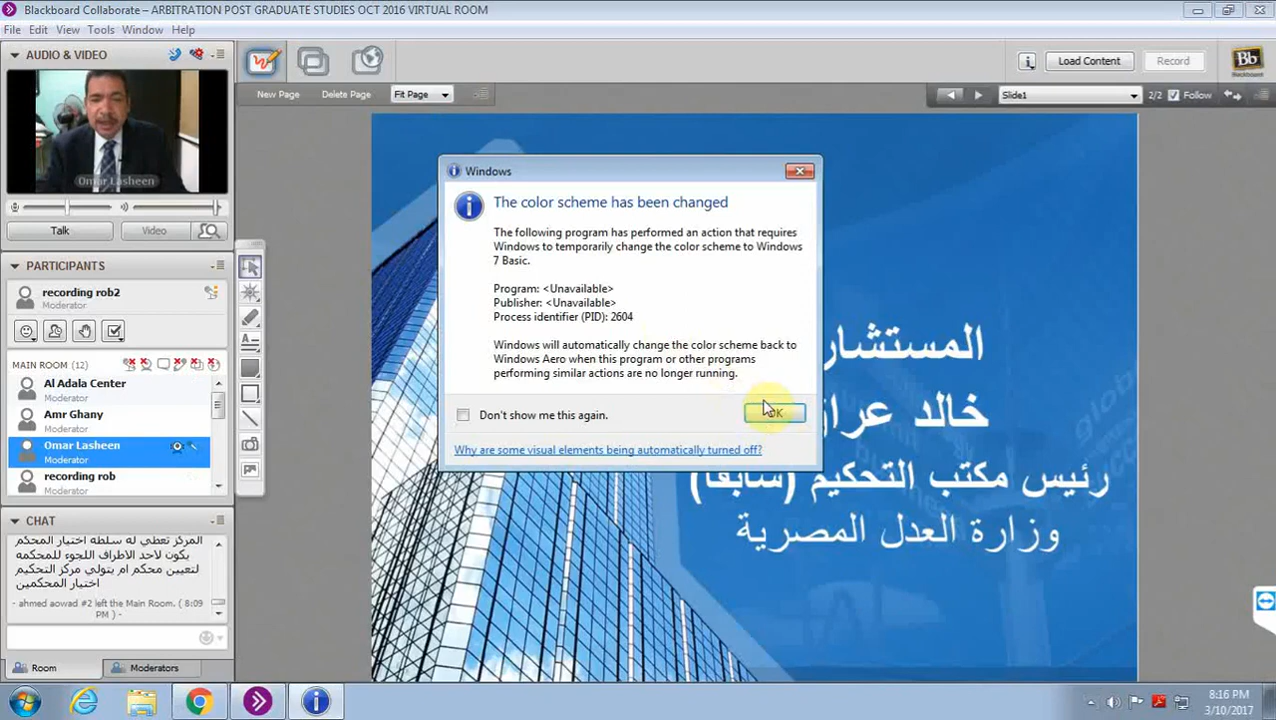 Blackboard Collaborate – ARBITRATION POST GRADUATE STUDIES OCT 2016 VIRTUAL ROOM
File Edit View Tools Window Help
AUDIO & VIDEO
Omar Lasheen
Talk
Video
PARTICIPANTS
recording rob2
Moderator
MAIN ROOM (12)
Al Adala Center
Moderator
Amr Ghany
Moderator
Omar Lasheen
Moderator
recording rob
Moderator
CHAT
المركز تعطي له سلطة اختيار المحكم
يكون لاحد الاطراف اللجوء للمحكمه
لتعيين محكم ام يتولي مركز التحكيم
اختيار المحكمين
- ahmed aowad #2 left the Main Room. ( 8:09
PM ) -
Room
Moderators
Load Content
Record
Bb
Blackboard
New Page
Delete Page
Fit Page
Slide1
2/2
Follow
Windows
The color scheme has been changed
The following program has performed an action that requires
Windows to temporarily change the color scheme to Windows
7 Basic.
Program: <Unavailable>
Publisher: <Unavailable>
Process identifier (PID): 2604
Windows will automatically change the color scheme back to
Windows Aero when this program or other programs
performing similar actions are no longer running.
Don't show me this again.
OK
Why are some visual elements being automatically turned off?
المستشار
خالد
رئيس مكتب التحكيم (سابقا)
وزارة العدل المصرية
8:16 PM
3/10/2017